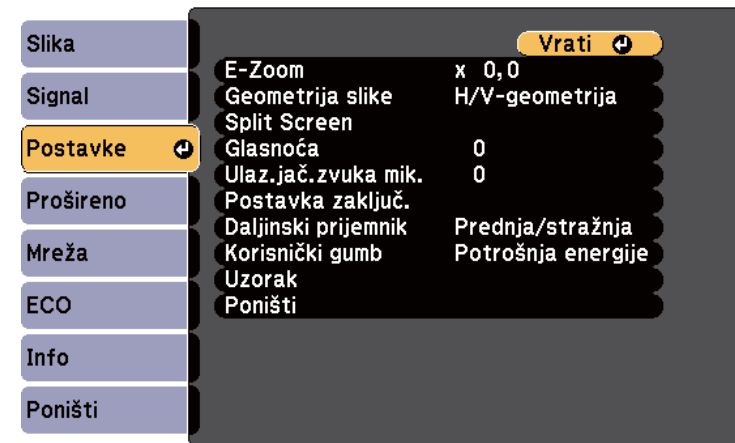 Slika
Signal
Postavke
Prošireno
Mreža
ECO
Info
Poništi
Vrati
E-Zoom x 0,0
Geometrija slike H/V-geometrija
Split Screen
Glasnoća 0
Ulaz.jač.zvuka mik. 0
Postavka zaključ.
Daljinski prijemnik Prednja/stražnja
Korisnički gumb Potrošnja energije
Uzorak
Poništi